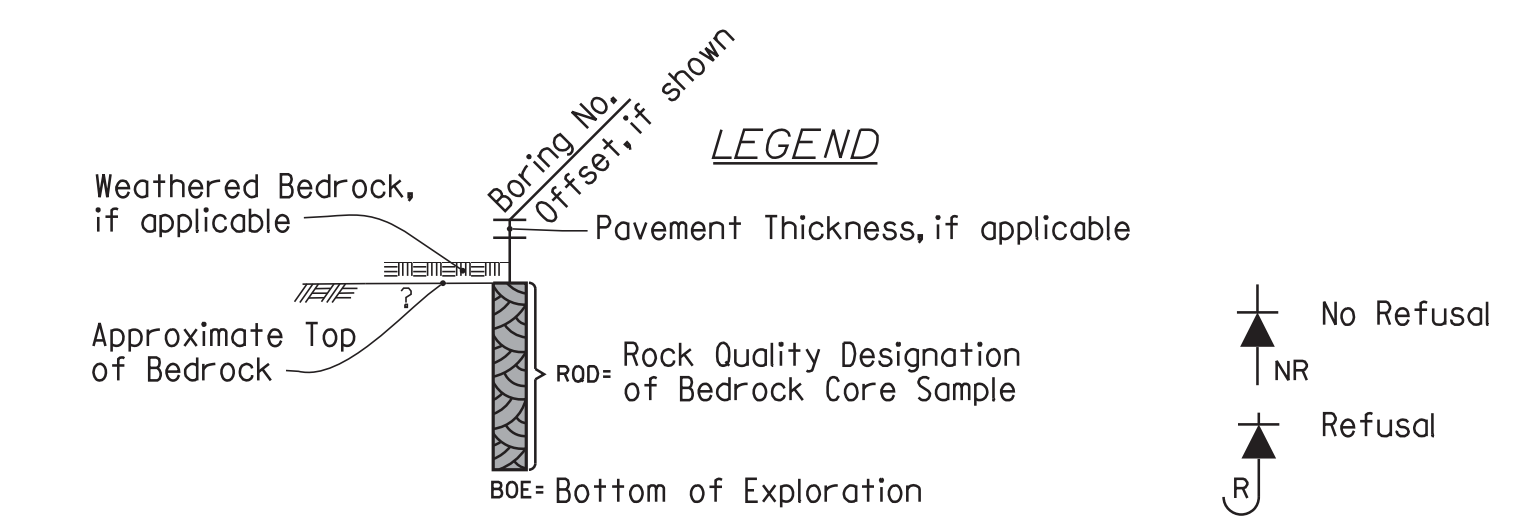 Boring No.
Offset, if shown
LEGEND
Weathered Bedrock,
if applicable
Pavement Thickness, if applicable
?
Approximate Top
of Bedrock
RQD=
Rock Quality Designation
of Bedrock Core Sample
BOE= Bottom of Exploration
No Refusal
NR
Refusal
R